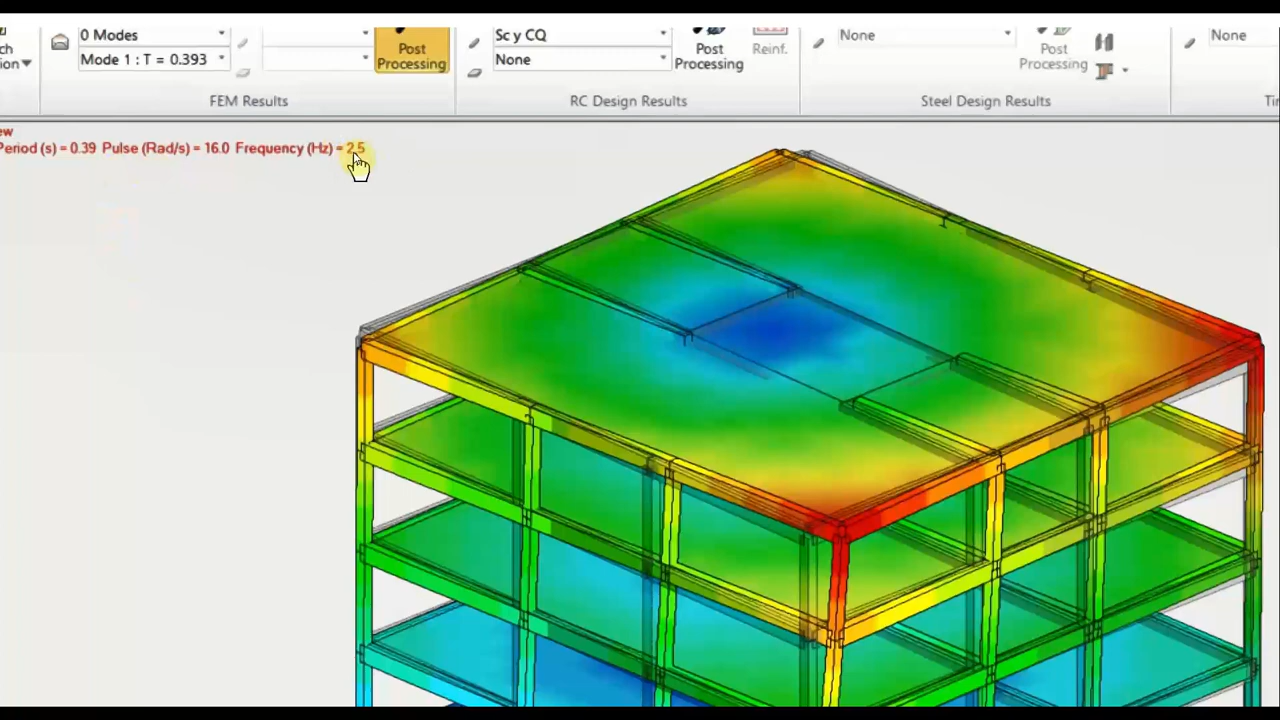 0 Modes
Mode 1 : T = 0.393
Post
Processing
FEM Results
Sc y CQ
None
Post
Processing
Reinf.
RC Design Results
None
Post
Processing
Steel Design Results
None
Period (s) = 0.39 Pulse (Rad/s) = 16.0 Frequency (Hz) = 2.5